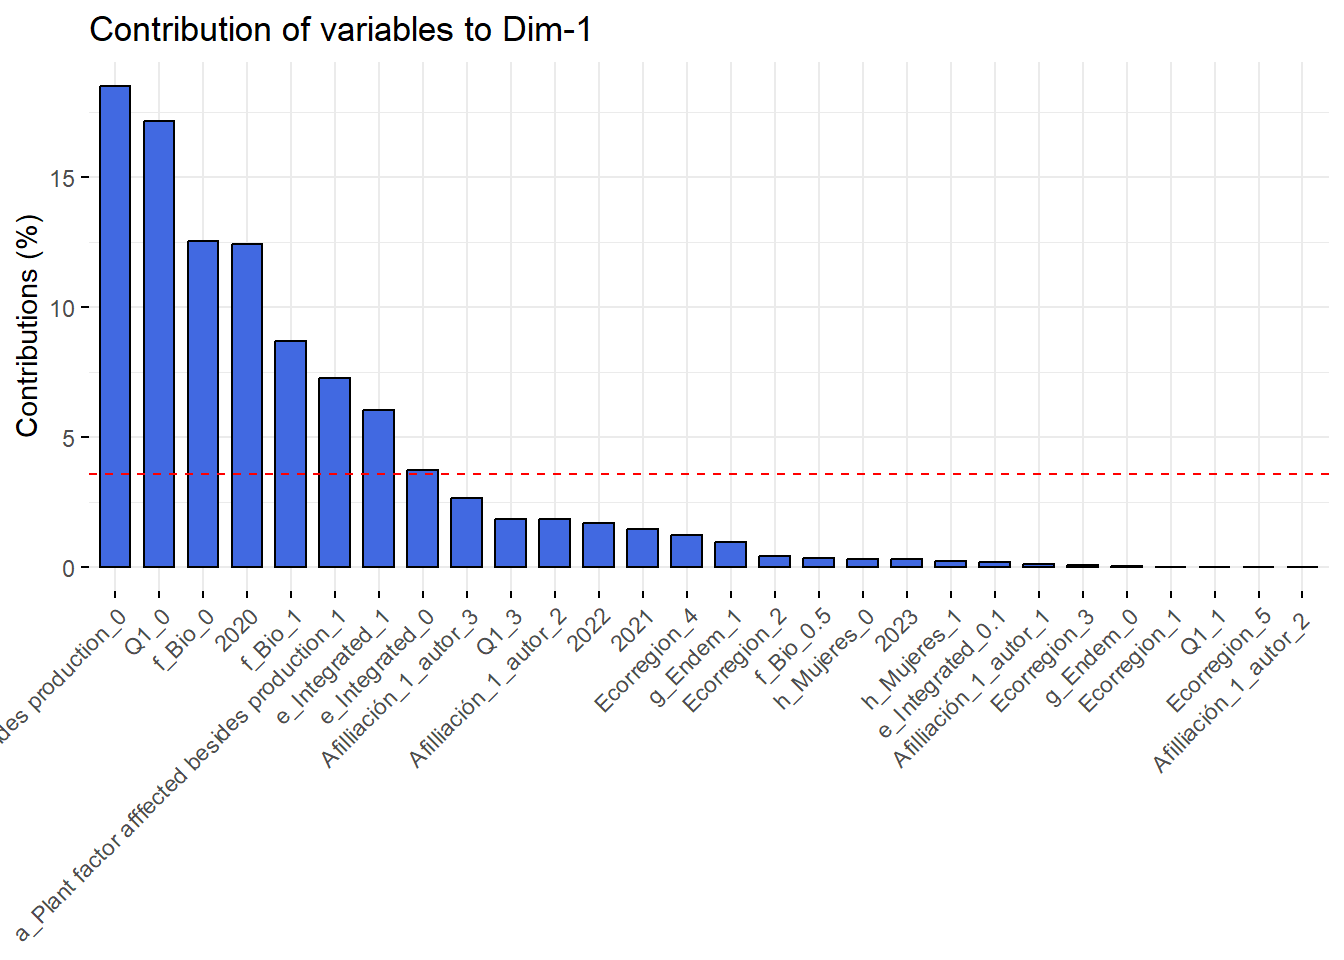 Contribution of variables to Dim-1
Contributions (%)
15
10
5
0
des production_0
Q1_0
f_Bio_0
2020
f_Bio_1
a_Plant factor afffected besides production_1
e_Integrated_1
e_Integrated_0
Afilliación_1_autor_3
Q1_3
Afilliación_1_autor_2
2022
2021
Ecorregion_4
g_Endem_1
Ecorregion_2
f_Bio_0.5
h_Mujeres_0
2023
h_Mujeres_1
e_Integrated_0.1
Afilliación_1_autor_1
Ecorregion_3
g_Endem_0
Ecorregion_1
Q1_1
Ecorregion_5
Afilliación_1_autor_2